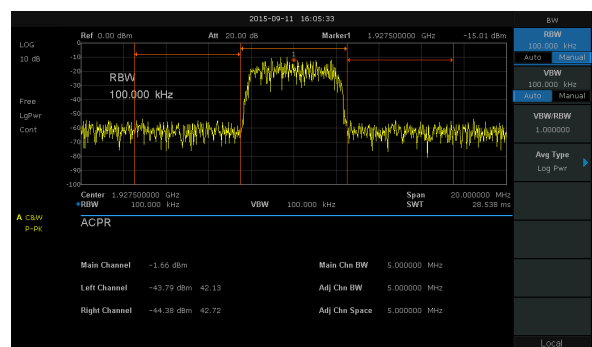 2015-09-11 16:05:33
BW
Ref 0.00 dBm Att 20.00 dB Marker1 1.927500000 GHz -15.01 dBm
LOG
10 dB
Free
LgPwr
Cont
0
-10
-20
-30
-40
-50
-60
-70
-80
-90
-100
1
RBW
100.000 kHz
Center 1.927500000 GHz Span 20.000000 MHz
*RBW 100.000 kHz VBW 100.000 kHz SWT 28.538 ms
A C&W
P-PK
ACPR
Main Channel -1.66 dBm Main Chn BW 5.000000 MHz
Left Channel -43.79 dBm 42.13 Adj Chn BW 5.000000 MHz
Right Channel -44.38 dBm 42.72 Adj Chn Space 5.000000 MHz
RBW
100.000 kHz
Auto Manual
VBW
100.000 kHz
Auto Manual
VBW/RBW
1.000000
Avg Type
Log Pwr
Local